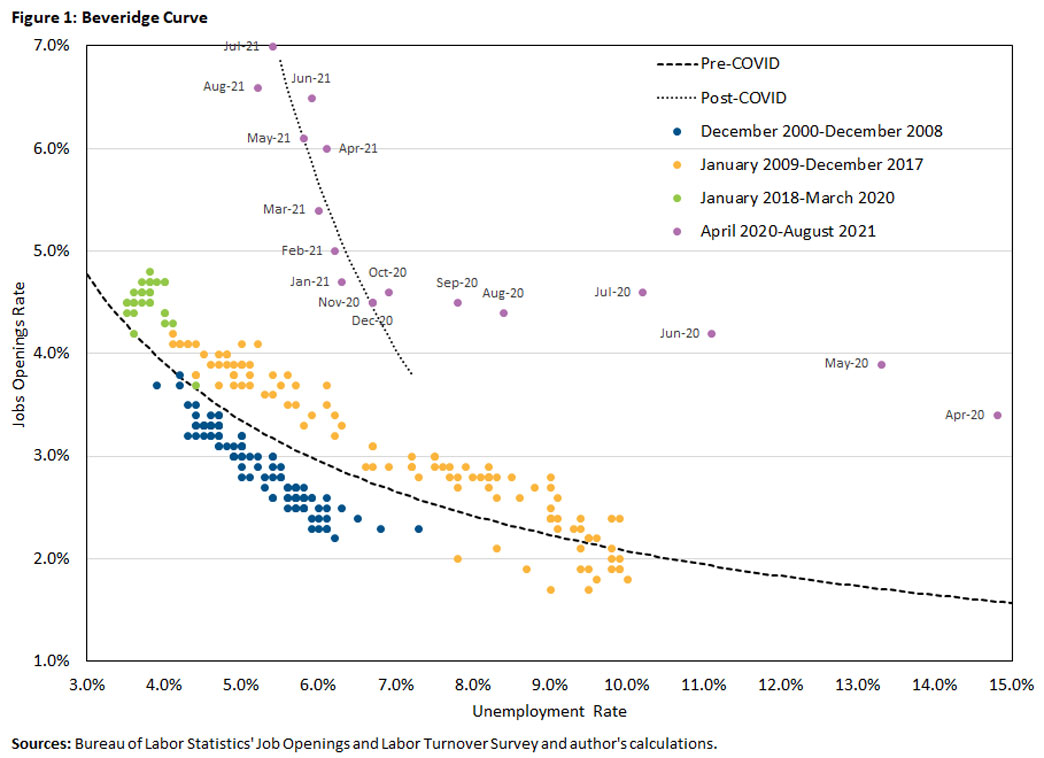 Figure 1: Beveridge Curve
7.0%
6.0%
5.0%
4.0%
3.0%
2.0%
1.0%
Jobs Openings Rate
Jul-21
Aug-21
Jun-21
May-21
Apr-21
Mar-21
Feb-21
Jan-21
Oct-20
Nov-20
Dec-20
Sep-20
Aug-20
Jul-20
Jun-20
May-20
Apr-20
Pre-COVID
Post-COVID
December 2000-December 2008
January 2009-December 2017
January 2018-March 2020
April 2020-August 2021
3.0% 4.0% 5.0% 6.0% 7.0% 8.0% 9.0% 10.0% 11.0% 12.0% 13.0% 14.0% 15.0%
Unemployment Rate
Sources: Bureau of Labor Statistics' Job Openings and Labor Turnover Survey and author's calculations.